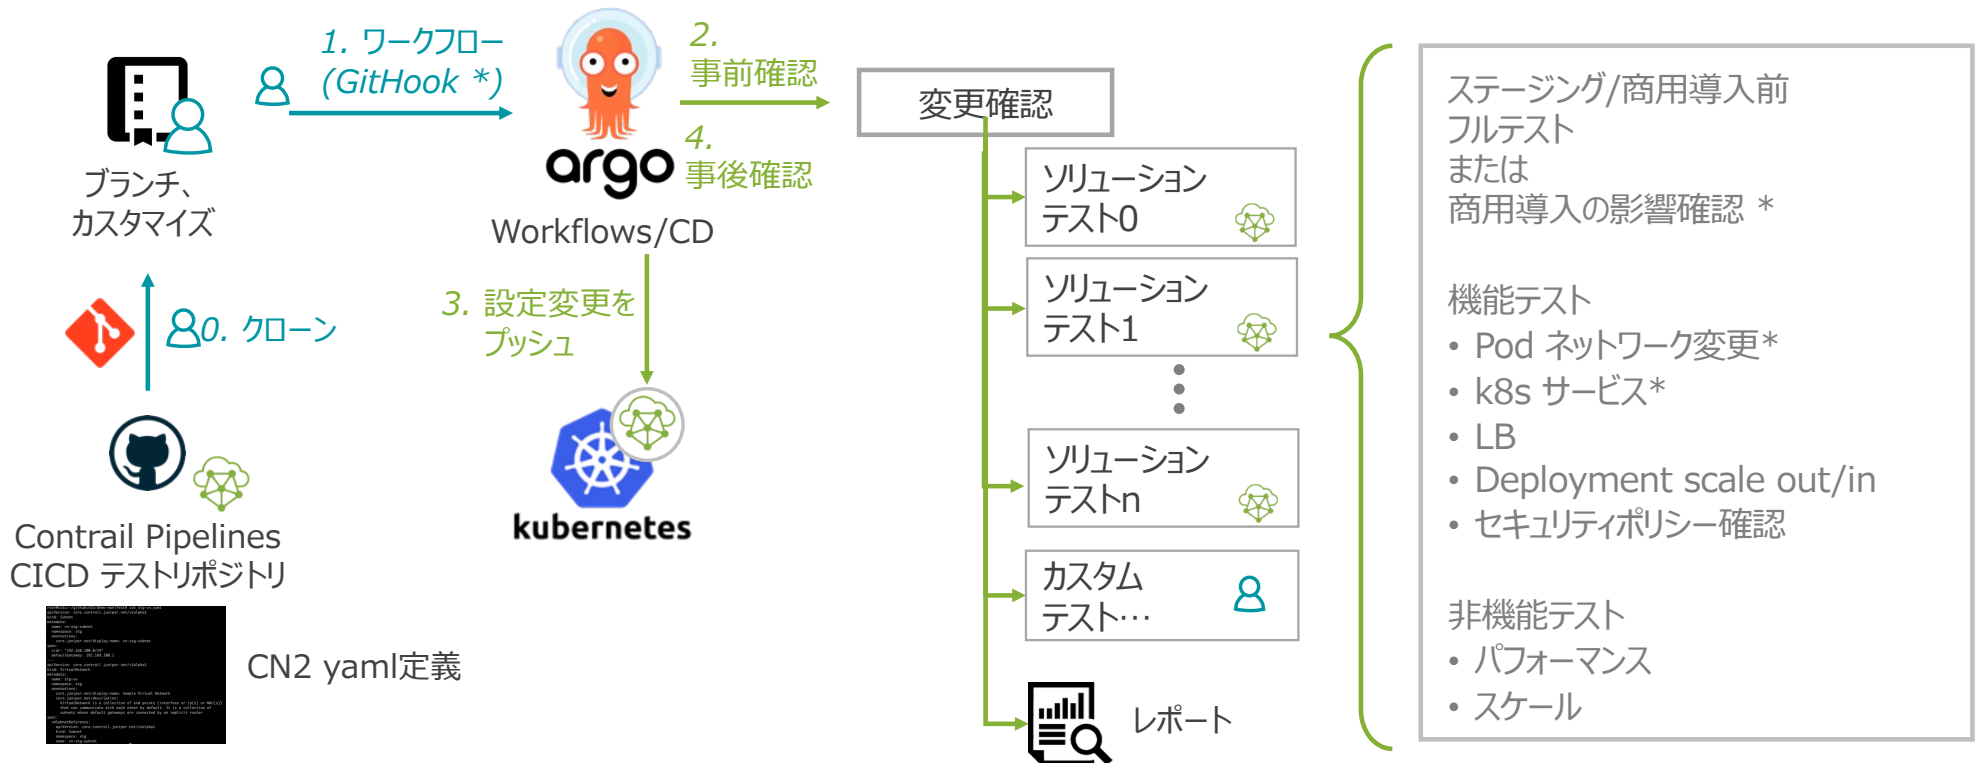 1. ワークフロー
(GitHook *)
argo
Workflows/CD
2.
事前確認
4.
事後確認
ブランチ、
カスタマイズ
0. クローン
3. 設定変更を
プッシュ
kubernetes
Contrail Pipelines
CICD テストリポジトリ
CN2 yaml定義
変更確認
ソリューション
テスト0
ソリューション
テスト1
ソリューション
テストn
カスタム
テスト…
レポート
ステージング/商用導入前
フルテスト
または
商用導入の影響確認 *
機能テスト
• Pod ネットワーク変更*
• k8s サービス*
• LB
• Deployment scale out/in
• セキュリティポリシー確認
非機能テスト
• パフォーマンス
• スケール